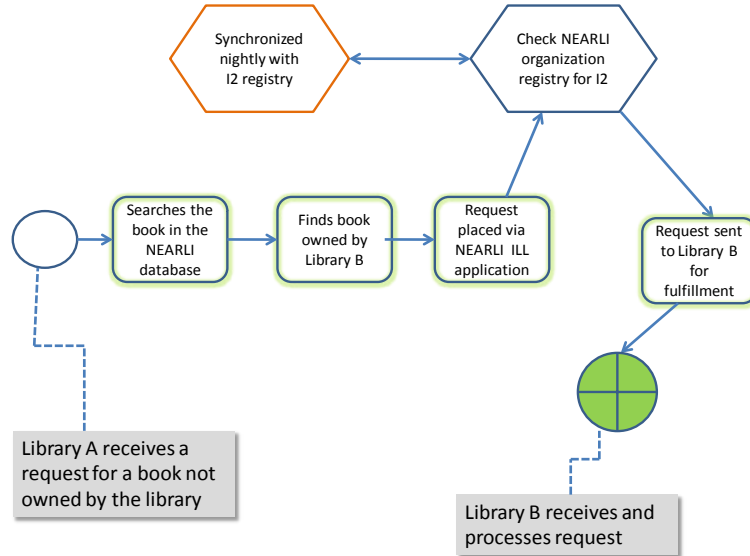 Synchronized
nightly with
I2 registry
Check NEARLI
organization
registry for I2
Searches the
book in the
NEARLI
database
Finds book
owned by
Library B
Request
placed via
NEARLI ILL
application
Request sent
to Library B
for
fulfillment
Library A receives a
request for a book not
owned by the library
Library B receives and
processes request